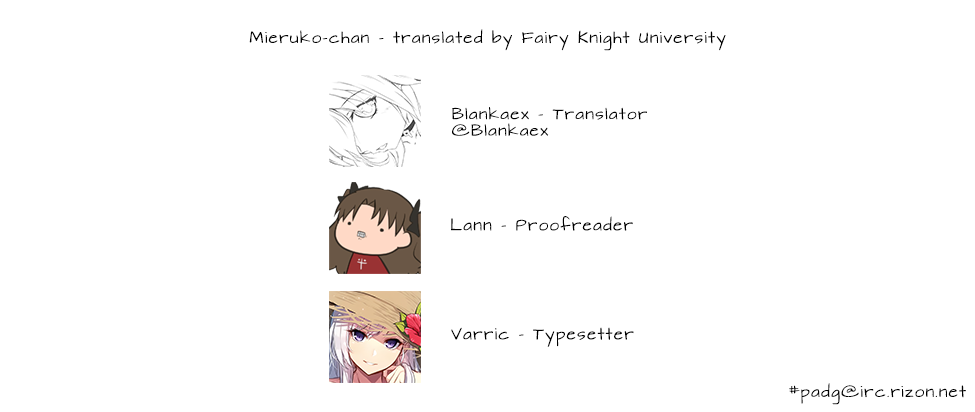 Mieruko-chan - translated by Fairy Knight University
Blankaex - Translator
@Blankaex
Lann - Proofreader
Varric - Typesetter
#padg@irc.rizon.net